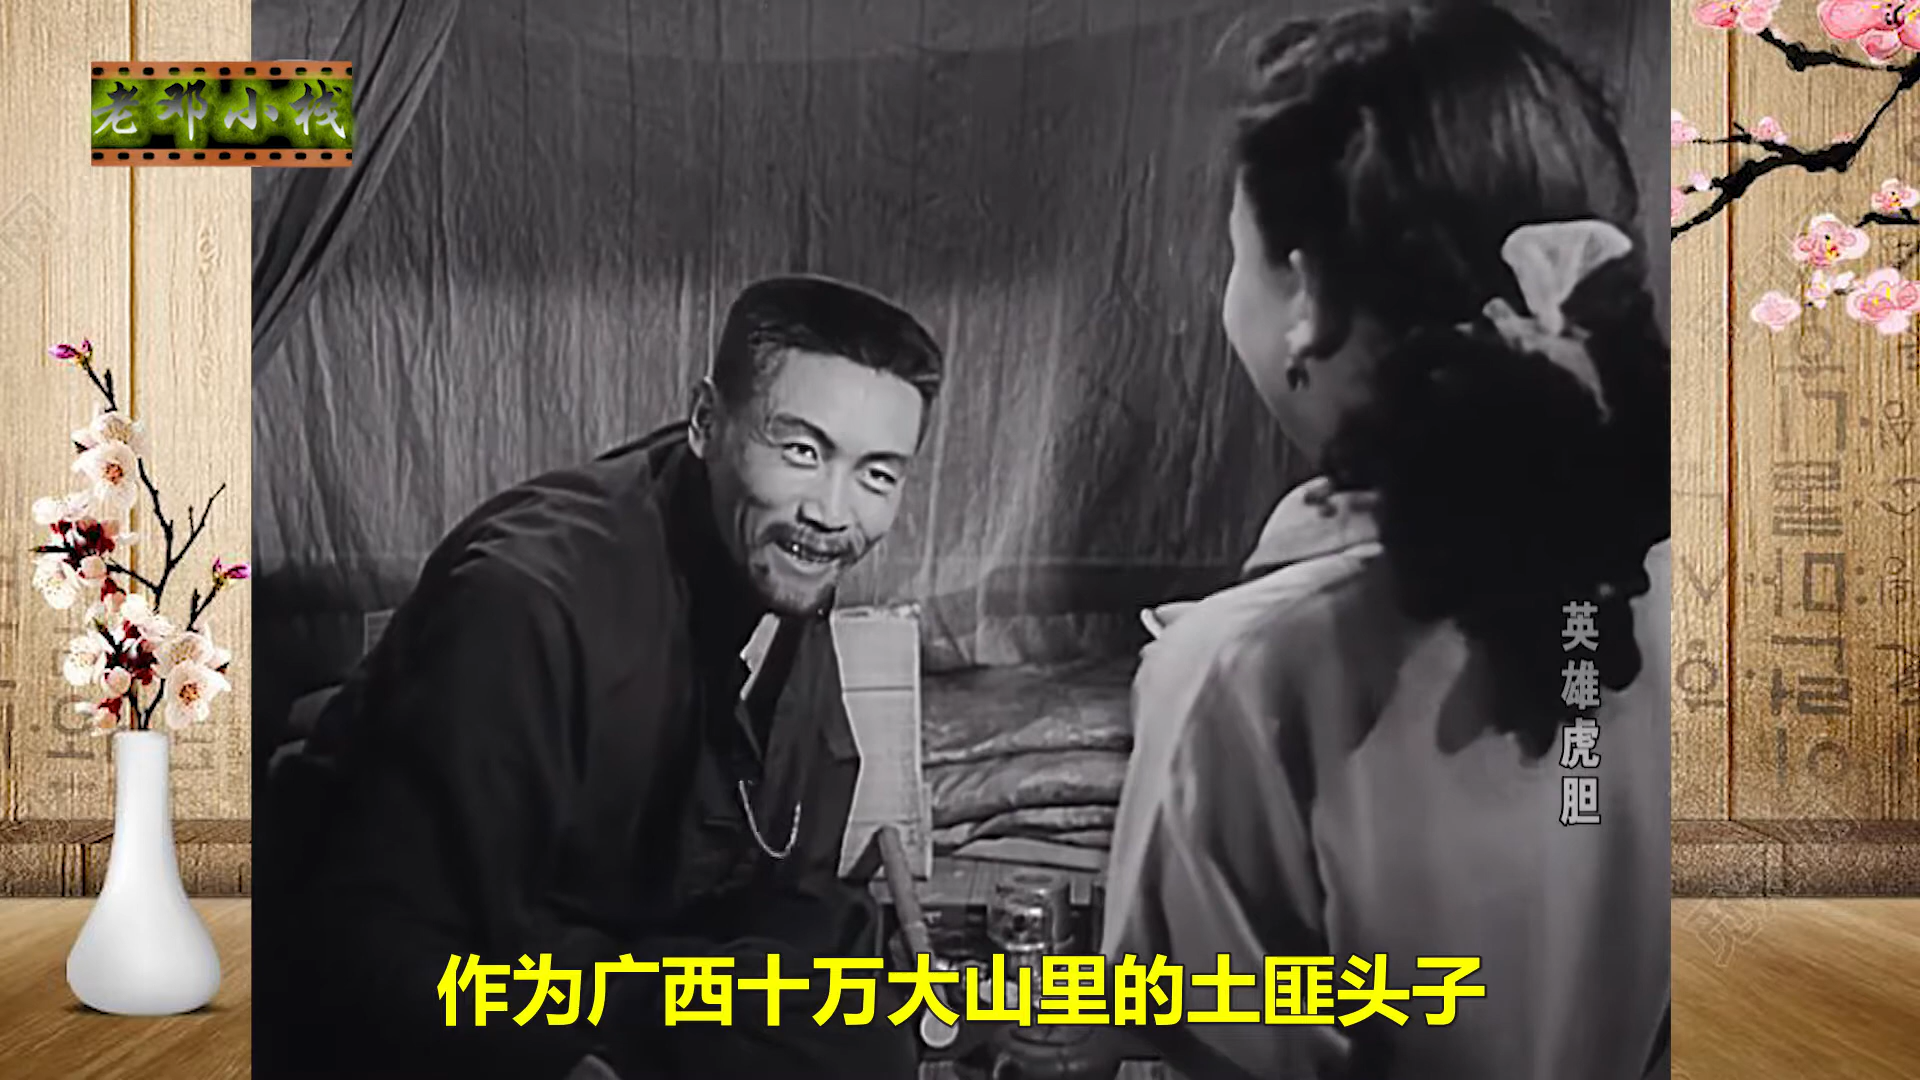 老邓小栈
英雄虎胆
作为广西十万大山里的土匪头子